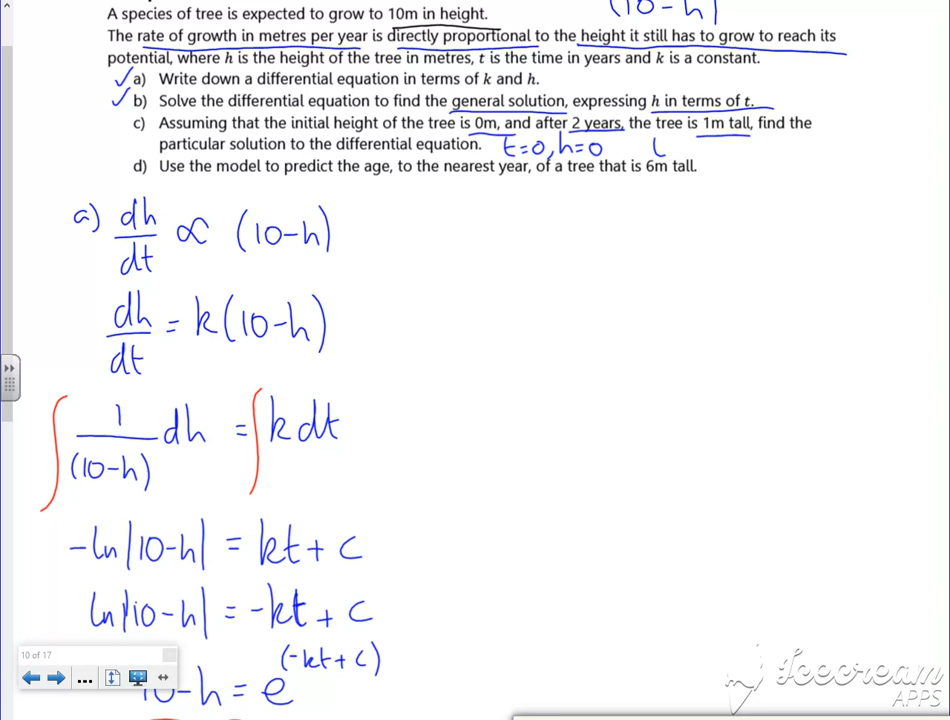 (10-h)
A species of tree is expected to grow to 10m in height.
The rate of growth in metres per year is directly proportional to the height it still has to grow to reach its
potential, where h is the height of the tree in metres, t is the time in years and k is a constant.
✓ a) Write down a differential equation in terms of k and h.
✓ b) Solve the differential equation to find the general solution, expressing h in terms of t.
c) Assuming that the initial height of the tree is 0m, and after 2 years, the tree is 1m tall, find the
particular solution to the differential equation. t=0, h=0
d) Use the model to predict the age, to the nearest year, of a tree that is 6m tall.
a) dh/dt ∝ (10-h)
dh/dt = k(10-h)
∫ 1/(10-h) dh = ∫ k dt
-ln|10-h| = kt + c
ln|10-h| = -kt + c
10-h = e^(-kt+c)
10 of 17
...
Icecream
APPS